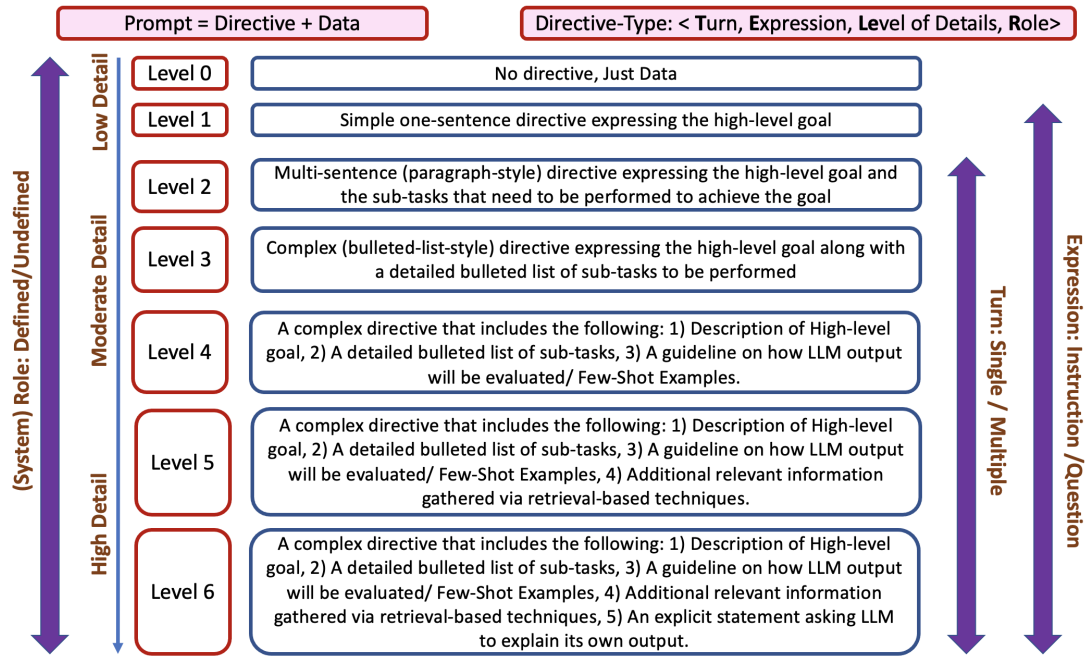 Prompt = Directive + Data
Directive-Type: < Turn, Expression, Level of Details, Role>
(System) Role: Defined/Undefined
Low Detail
Moderate Detail
High Detail
Level 0
No directive, Just Data
Level 1
Simple one-sentence directive expressing the high-level goal
Level 2
Multi-sentence (paragraph-style) directive expressing the high-level goal and
the sub-tasks that need to be performed to achieve the goal
Level 3
Complex (bulleted-list-style) directive expressing the high-level goal along with
a detailed bulleted list of sub-tasks to be performed
Level 4
A complex directive that includes the following: 1) Description of High-level
goal, 2) A detailed bulleted list of sub-tasks, 3) A guideline on how LLM output
will be evaluated/ Few-Shot Examples.
Level 5
A complex directive that includes the following: 1) Description of High-level
goal, 2) A detailed bulleted list of sub-tasks, 3) A guideline on how LLM output
will be evaluated/ Few-Shot Examples, 4) Additional relevant information
gathered via retrieval-based techniques.
Level 6
A complex directive that includes the following: 1) Description of High-level
goal, 2) A detailed bulleted list of sub-tasks, 3) A guideline on how LLM output
will be evaluated/ Few-Shot Examples, 4) Additional relevant information
gathered via retrieval-based techniques, 5) An explicit statement asking LLM
to explain its own output.
Turn: Single / Multiple
Expression: Instruction /Question